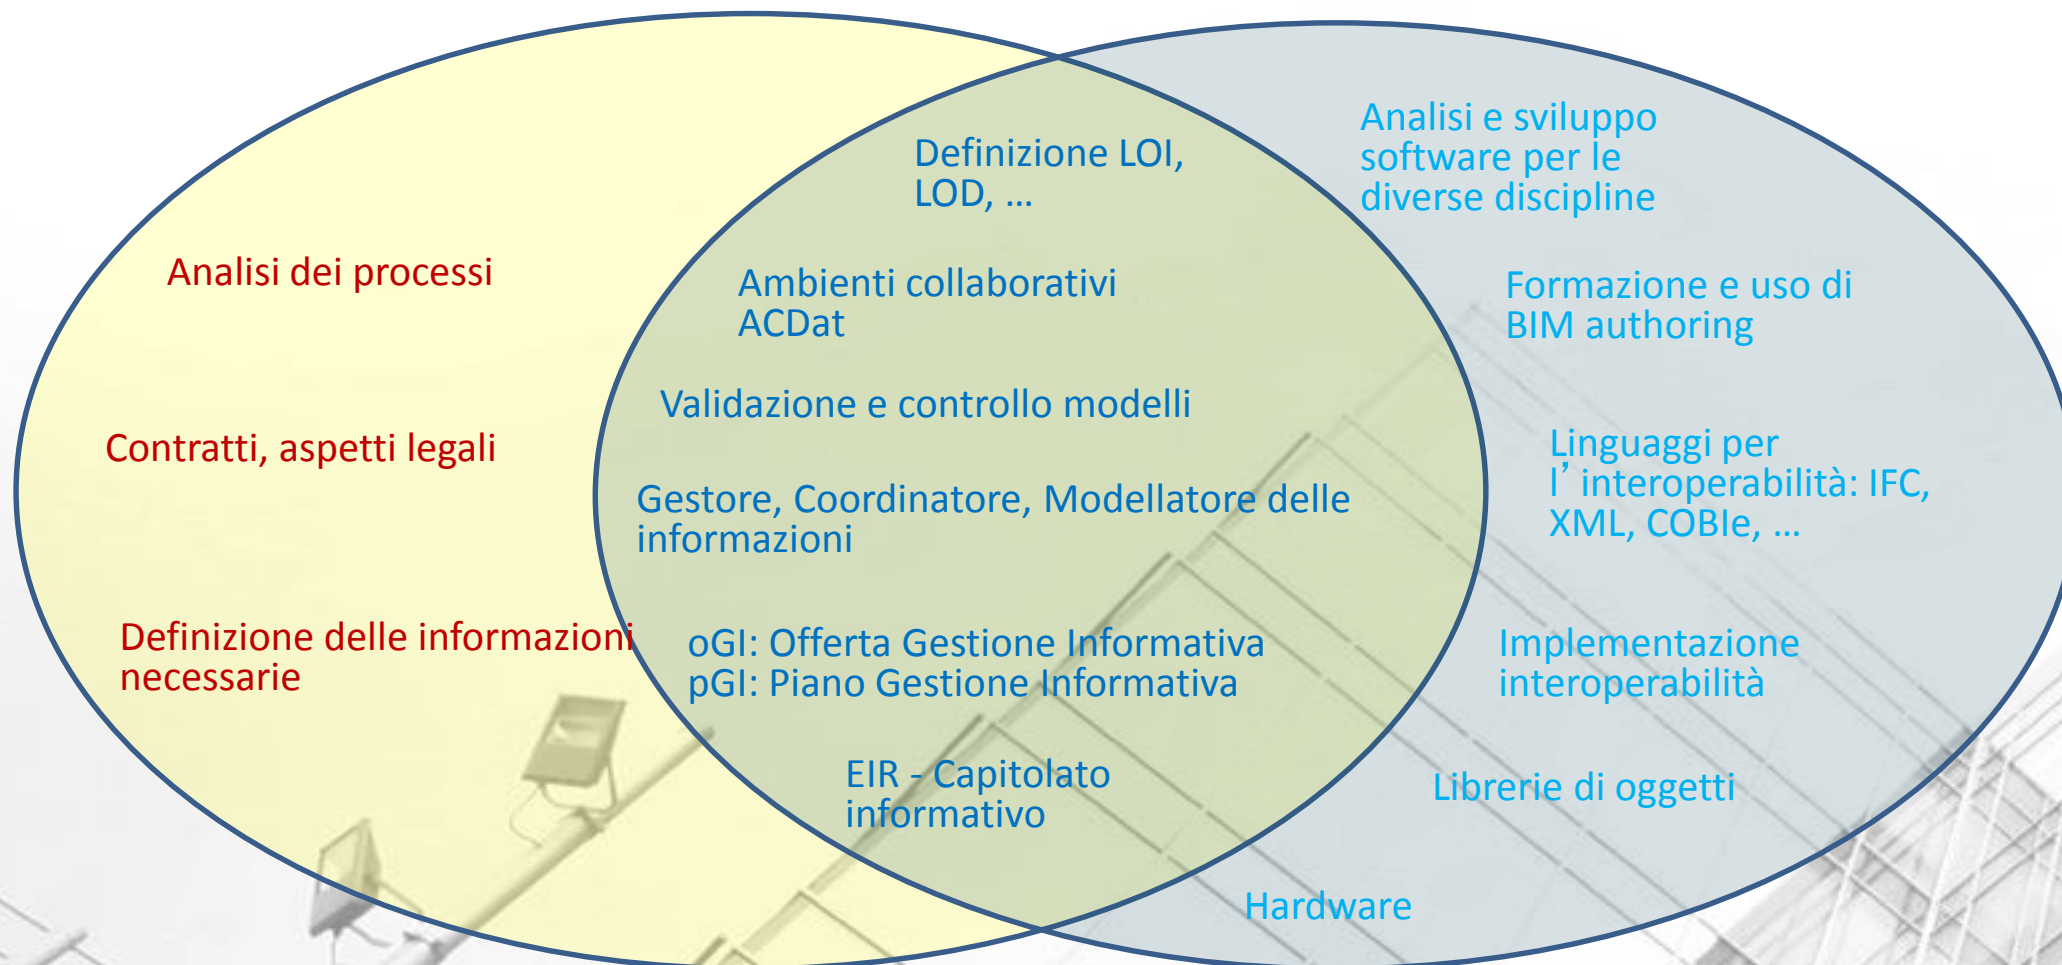 Analisi dei processi
Contratti, aspetti legali
Definizione delle informazioni
necessarie
Definizione LOI,
LOD, ...
Ambienti collaborativi
ACDat
Validazione e controllo modelli
Gestore, Coordinatore, Modellatore delle
informazioni
oGI: Offerta Gestione Informativa
pGI: Piano Gestione Informativa
EIR - Capitolato
informativo
Analisi e sviluppo
software per le
diverse discipline
Formazione e uso di
BIM authoring
Linguaggi per
l’ interoperabilità: IFC,
XML, COBIe, ...
Implementazione
interoperabilità
Librerie di oggetti
Hardware